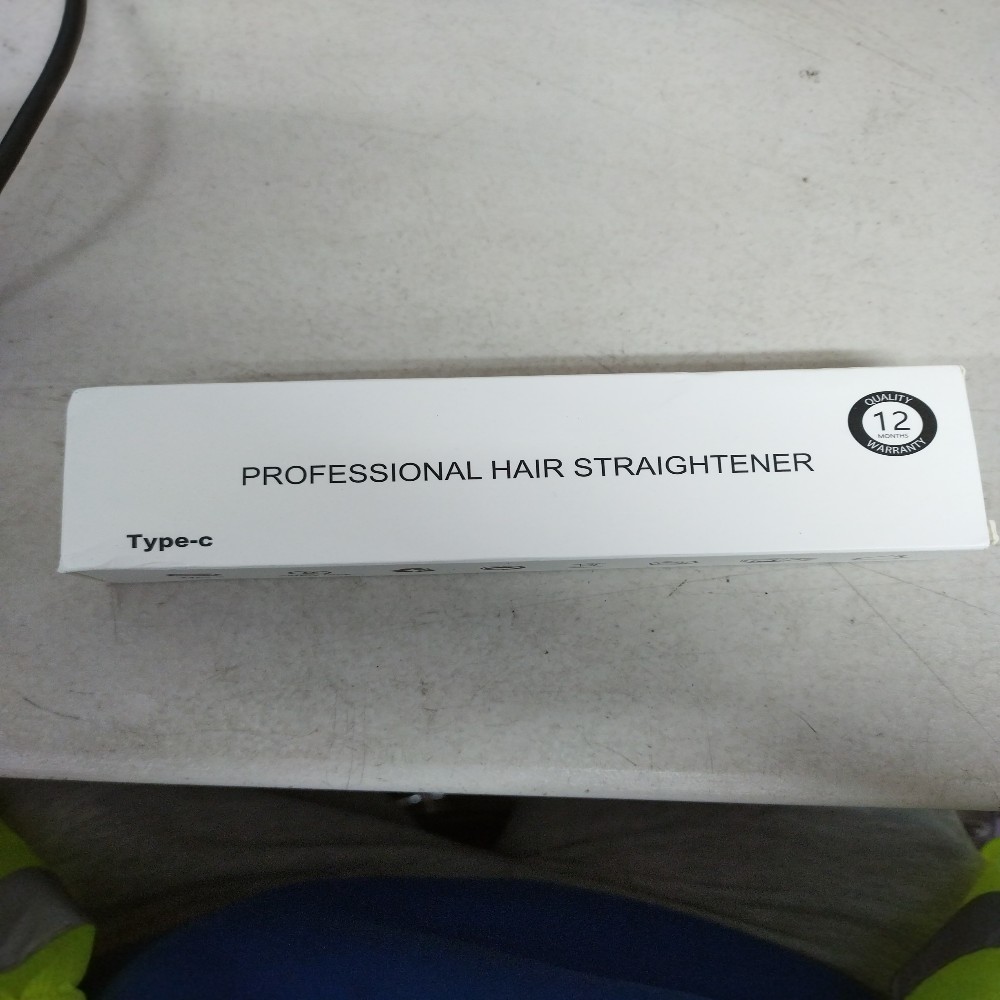 QUALITY
12
MONTHS
WARRANTY
PROFESSIONAL HAIR STRAIGHTENER
Type-c